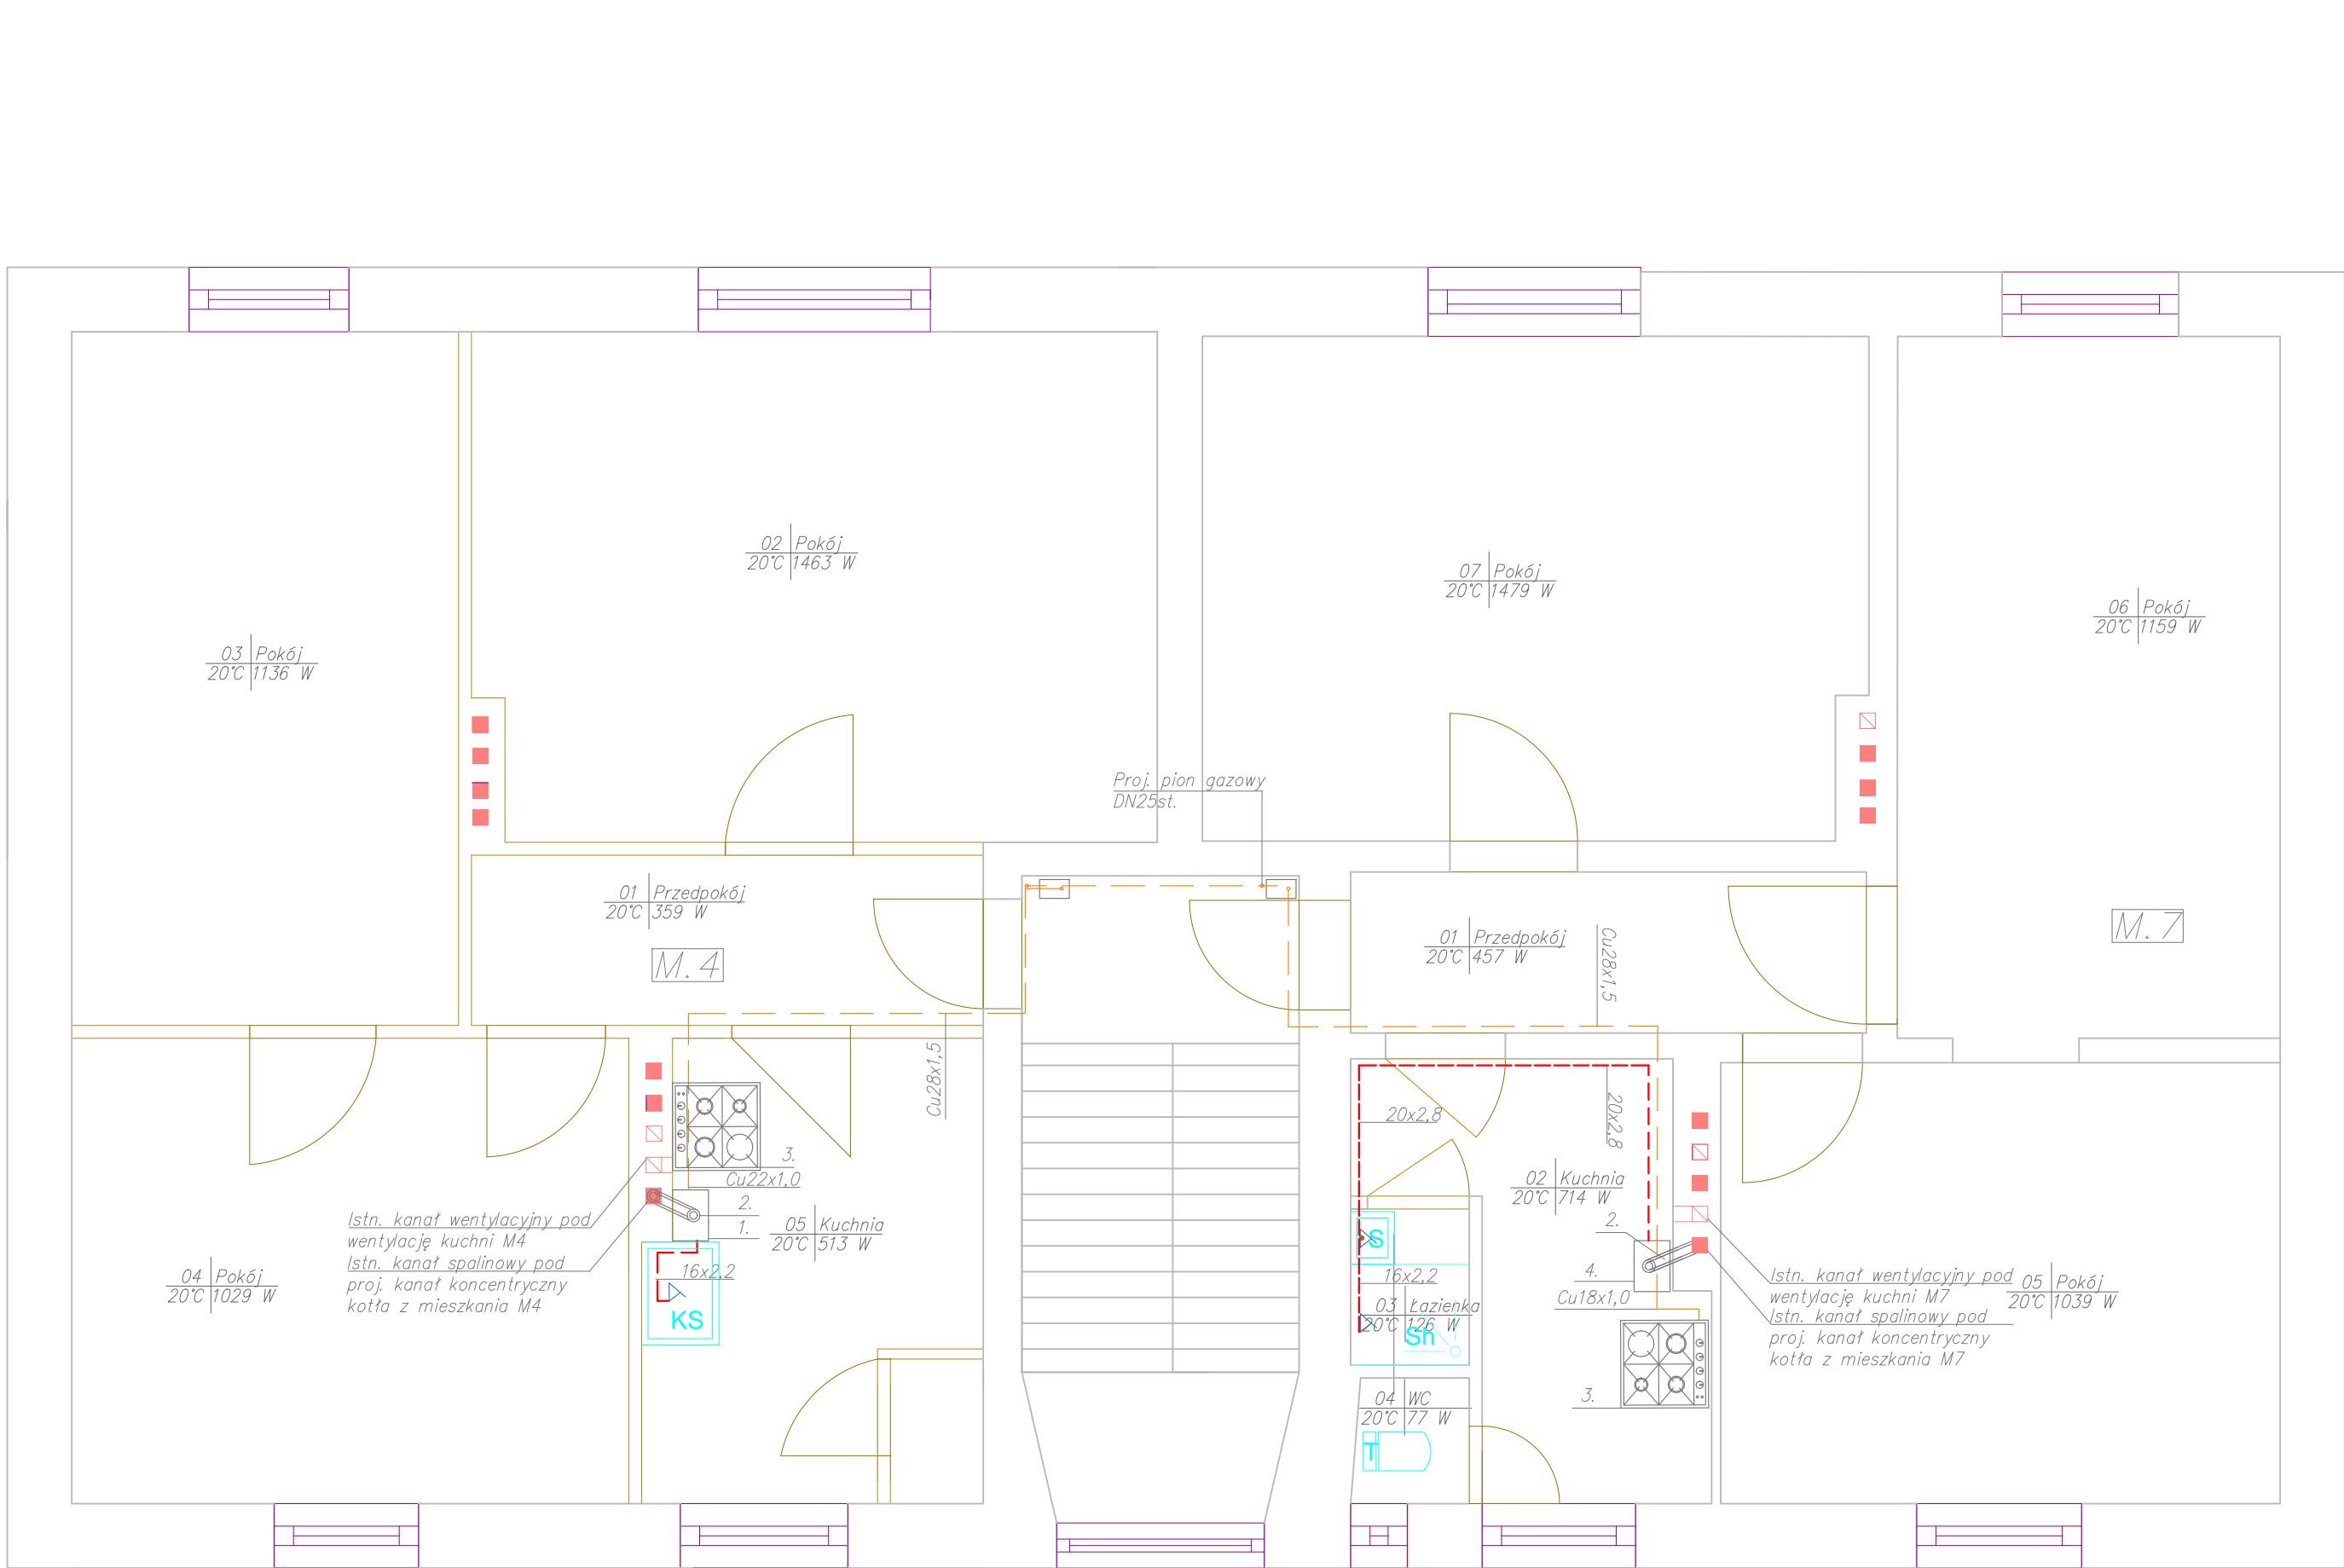 02 Pokój
20°C 1463 W
07 Pokój
20°C 1479 W
06 Pokój
20°C 1159 W
03 Pokój
20°C 1136 W
Proj. pion gazowy
DN25st.
01 Przedpokój
20°C 359 W
M.4
01 Przedpokój
20°C 457 W
Cu28x1,5
M.7
Cu28x1,5
20x2,8
20x2,8
3.
Cu22x1,0
2.
1.
02 Kuchnia
20°C 714 W
2.
Istn. kanał wentylacyjny pod
wentylację kuchni M4
Istn. kanał spalinowy pod
proj. kanał koncentryczny
kotła z mieszkania M4
05 Kuchnia
20°C 513 W
S
16x2,2
04 Pokój
20°C 1029 W
KS
16x2,2
4.
Cu18x1,0
03 Łazienka
20°C 126 W
Sh
Istn. kanał wentylacyjny pod
wentylację kuchni M7
Istn. kanał spalinowy pod
proj. kanał koncentryczny
kotła z mieszkania M7
05 Pokój
20°C 1039 W
3.
04 WC
20°C 77 W
T